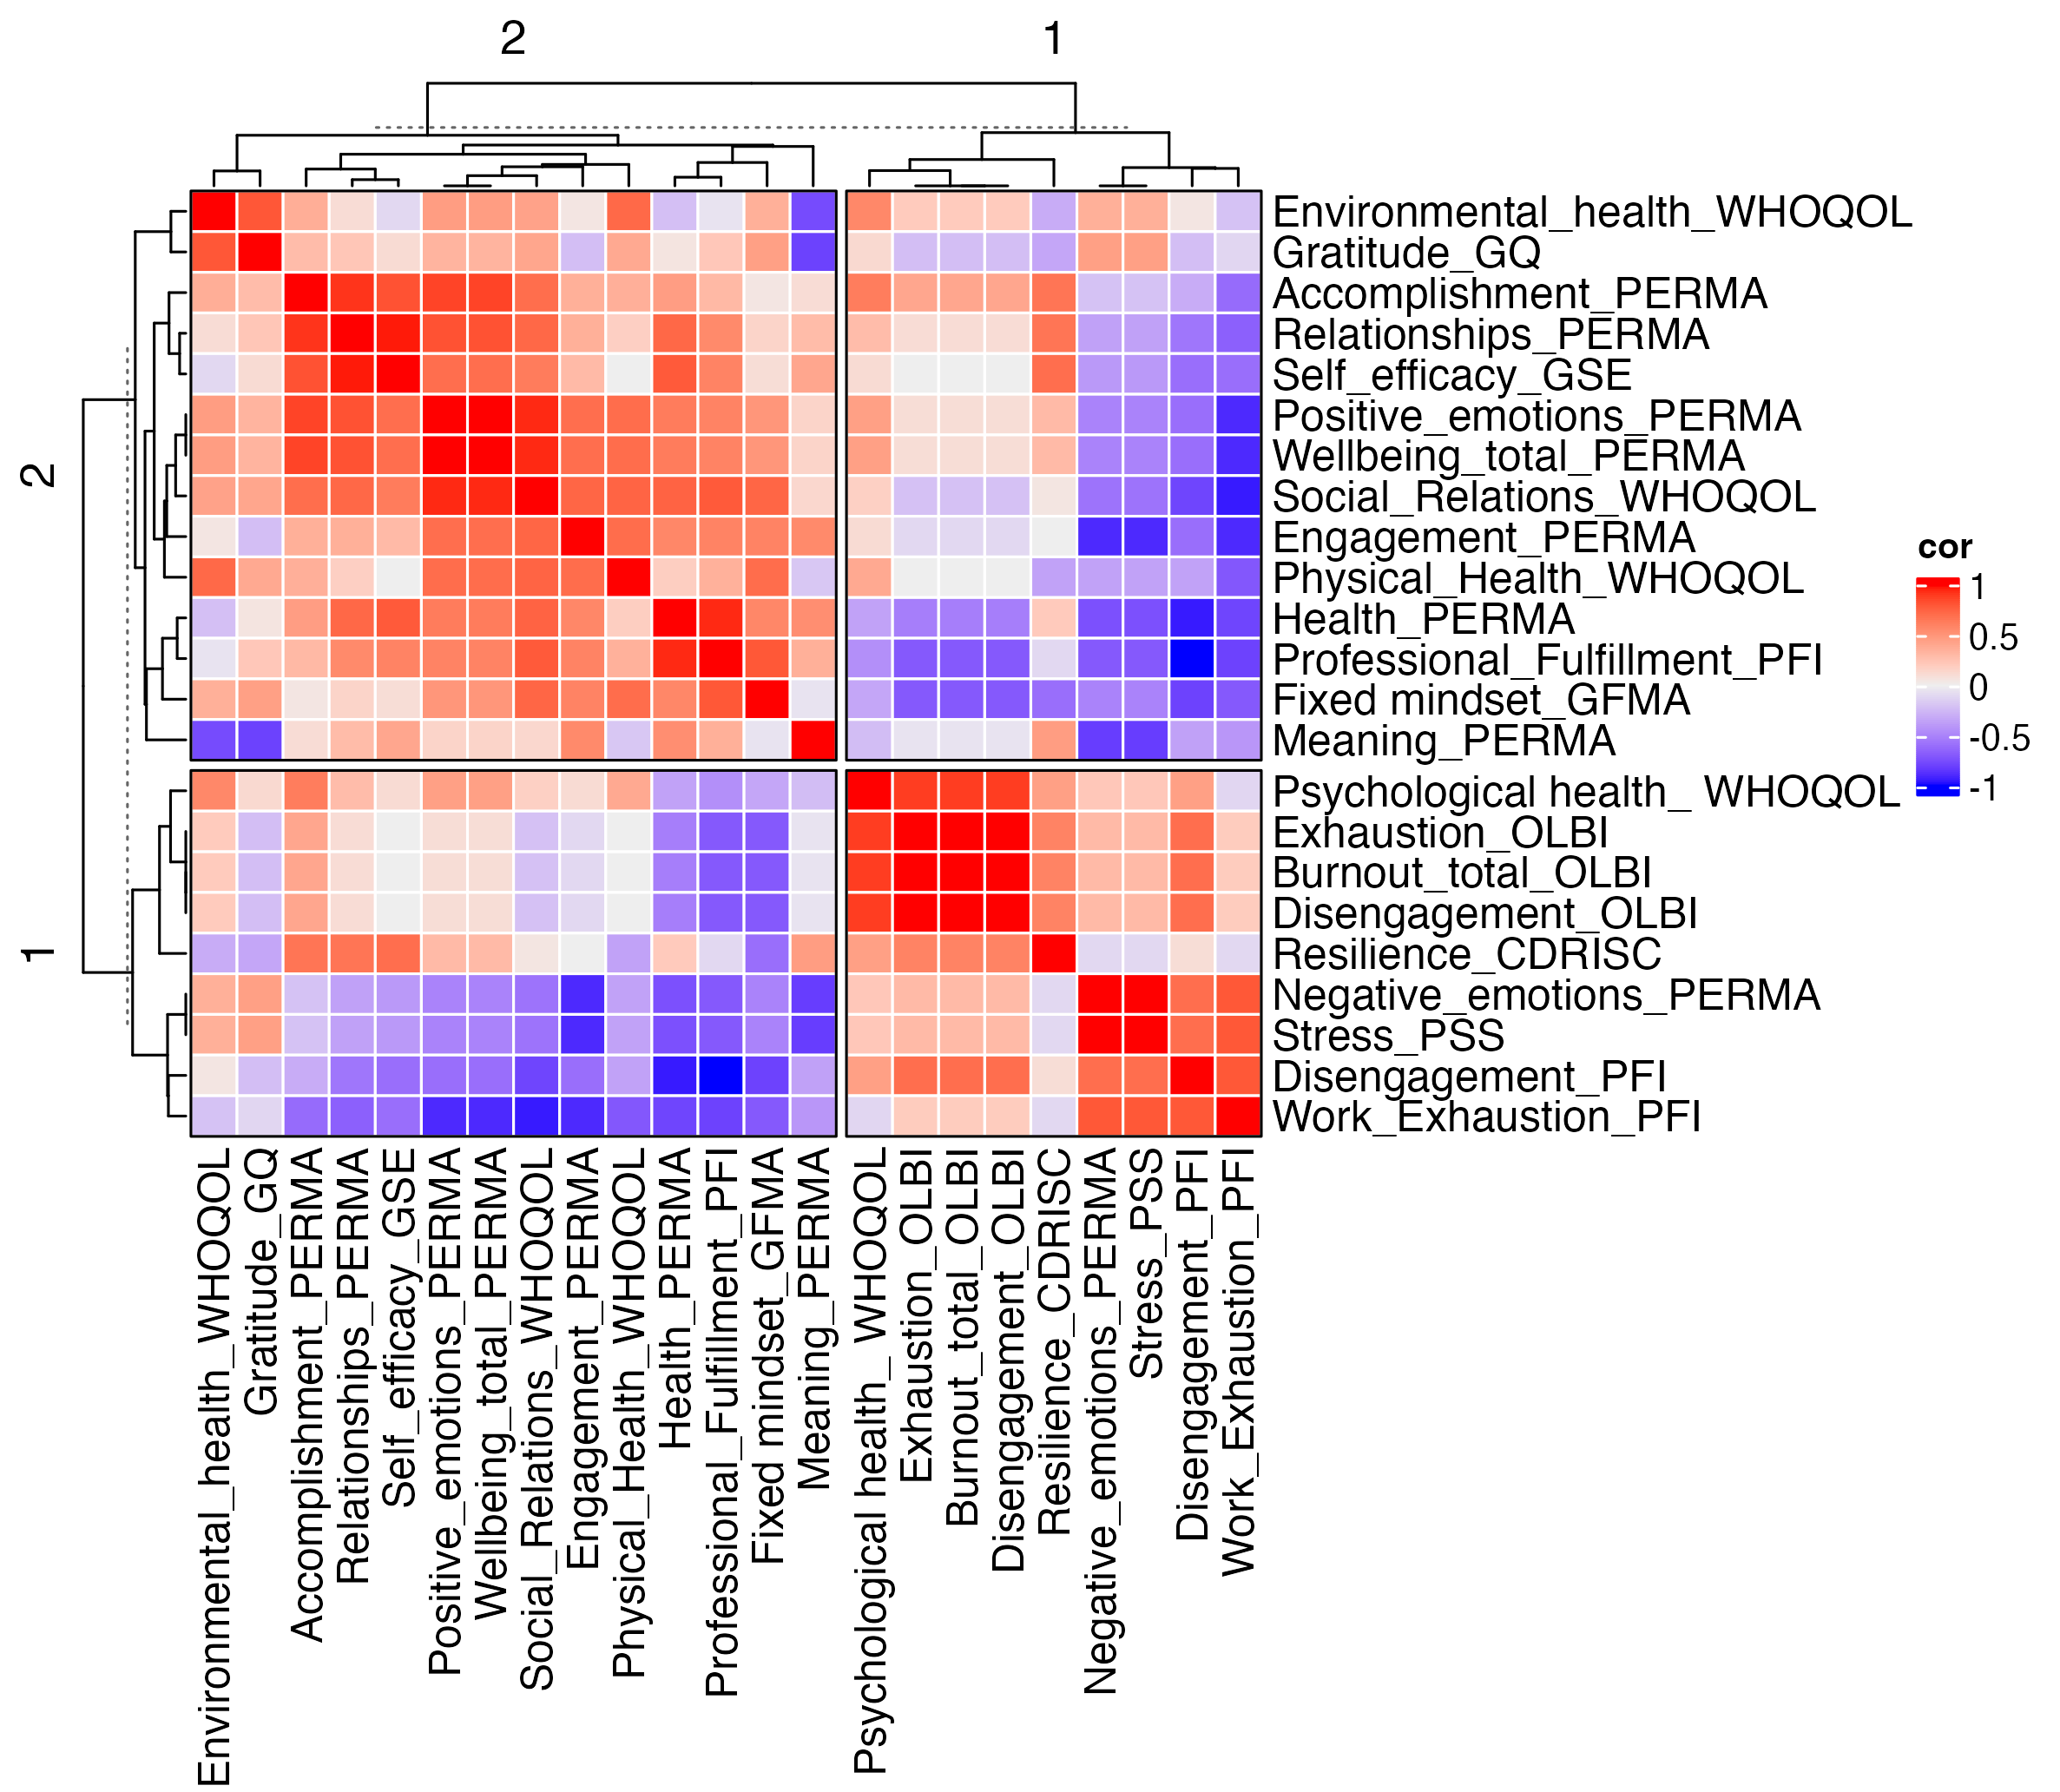 2
1
2
1
Environmental_health_WHOQOL
Gratitude_GQ
Accomplishment_PERMA
Relationships_PERMA
Self_efficacy_GSE
Positive_emotions_PERMA
Wellbeing_total_PERMA
Social_Relations_WHOQOL
Engagement_PERMA
Physical_Health_WHOQOL
Health_PERMA
Professional_Fulfillment_PFI
Fixed mindset_GFMA
Meaning_PERMA
Psychological health_ WHOQOL
Exhaustion_OLBI
Burnout_total_OLBI
Disengagement_OLBI
Resilience_CDRISC
Negative_emotions_PERMA
Stress_PSS
Disengagement_PFI
Work_Exhaustion_PFI
cor
1
0.5
0
-0.5
-1
Environmental_health_WHOQOL
Gratitude_GQ
Accomplishment_PERMA
Relationships_PERMA
Self_efficacy_GSE
Positive_emotions_PERMA
Wellbeing_total_PERMA
Social_Relations_WHOQOL
Engagement_PERMA
Physical_Health_WHOQOL
Health_PERMA
Professional_Fulfillment_PFI
Fixed mindset_GFMA
Meaning_PERMA
Psychological health_ WHOQOL
Exhaustion_OLBI
Burnout_total_OLBI
Disengagement_OLBI
Resilience_CDRISC
Negative_emotions_PERMA
Stress_PSS
Disengagement_PFI
Work_Exhaustion_PFI